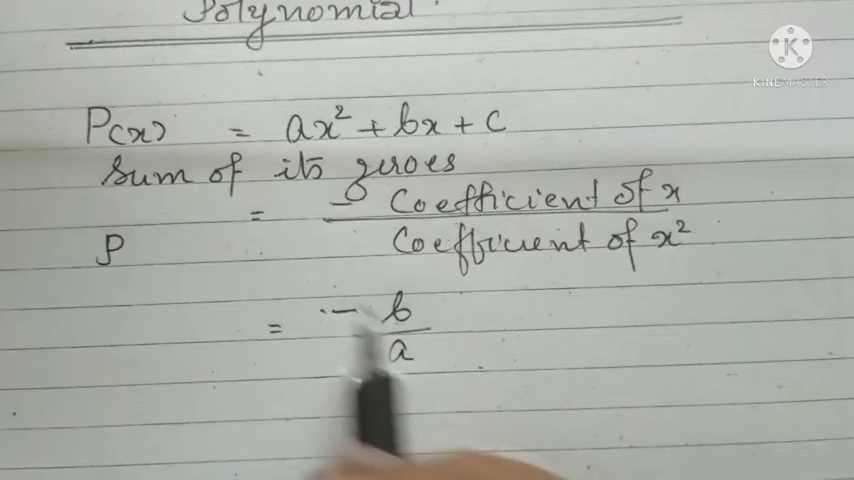 Polynomial.
P(x) = ax² + bx + c
Sum of its zeroes
= - Coefficient of x
Coefficient of x²
P
= - b
a
K
KINEMASTER